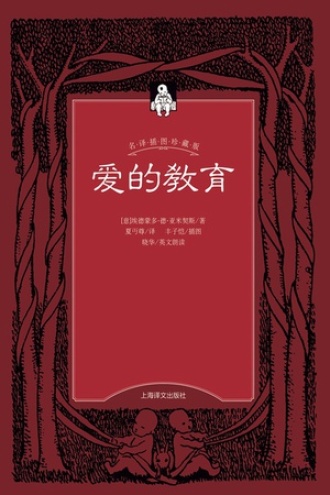 名·译·插·图·珍·藏·版
爱的教育
[意]埃德蒙多·德·亚米契斯/著
夏丏尊/译 丰子恺/插图
晓华/英文朗读
上海译文出版社